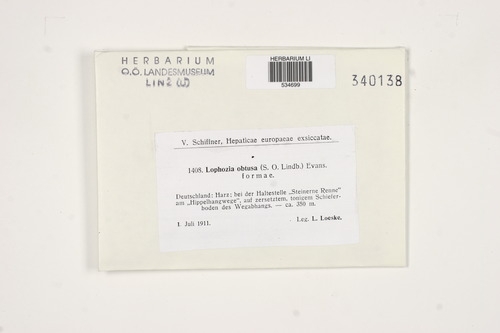 HERBARIUM
O.Ö. LANDESMUSEUM
LINZ (LI)
HERBARIUM LI
534699
340138
V. Schiffner, Hepaticae europaeae exsiccatae.
1408. Lophozia obtusa (S. O. Lindb.) Evans.
formae.
Deutschland: Harz; bei der Haltestelle „Steinerne Renne"
am „Hippelhangwege", auf zersetztem, tonigem Schiefer-
boden des Wegabhangs. — ca. 350 m.
1. Juli 1911.
Leg. L. Loeske.